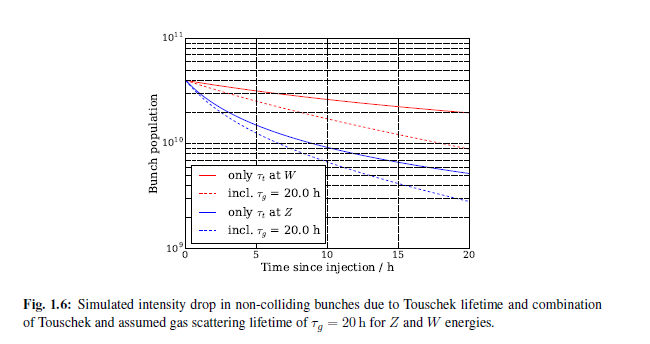 10¹¹
10¹⁰
10⁹
Bunch population
only τₜ at W
incl. τ_g = 20.0 h
only τₜ at Z
incl. τ_g = 20.0 h
0 5 10 15 20
Time since injection / h
Fig. 1.6: Simulated intensity drop in non-colliding bunches due to Touschek lifetime and combination
of Touschek and assumed gas scattering lifetime of τ_g = 20 h for Z and W energies.